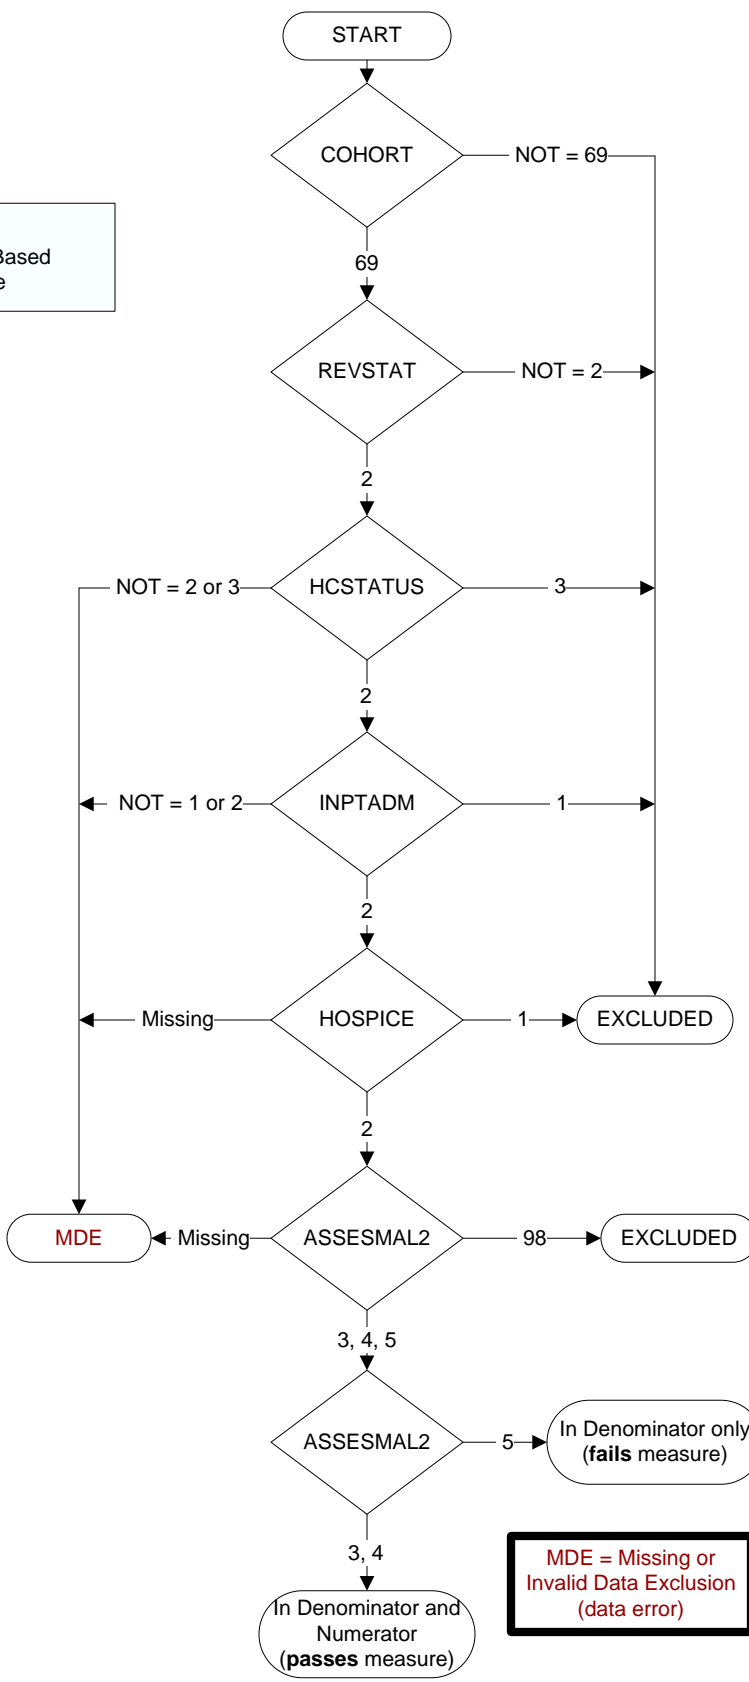 START
COHORT
NOT = 69
Based
69
REVSTAT
NOT = 2
2
NOT = 2 or 3
HCSTATUS
3
2
NOT = 1 or 2
INPTADM
1
2
Missing
HOSPICE
1
EXCLUDED
2
MDE
Missing
ASSESMAL2
98
EXCLUDED
3, 4, 5
ASSESMAL2
5
In Denominator only
(fails measure)
3, 4
MDE = Missing or
Invalid Data Exclusion
(data error)
In Denominator and
Numerator
(passes measure)